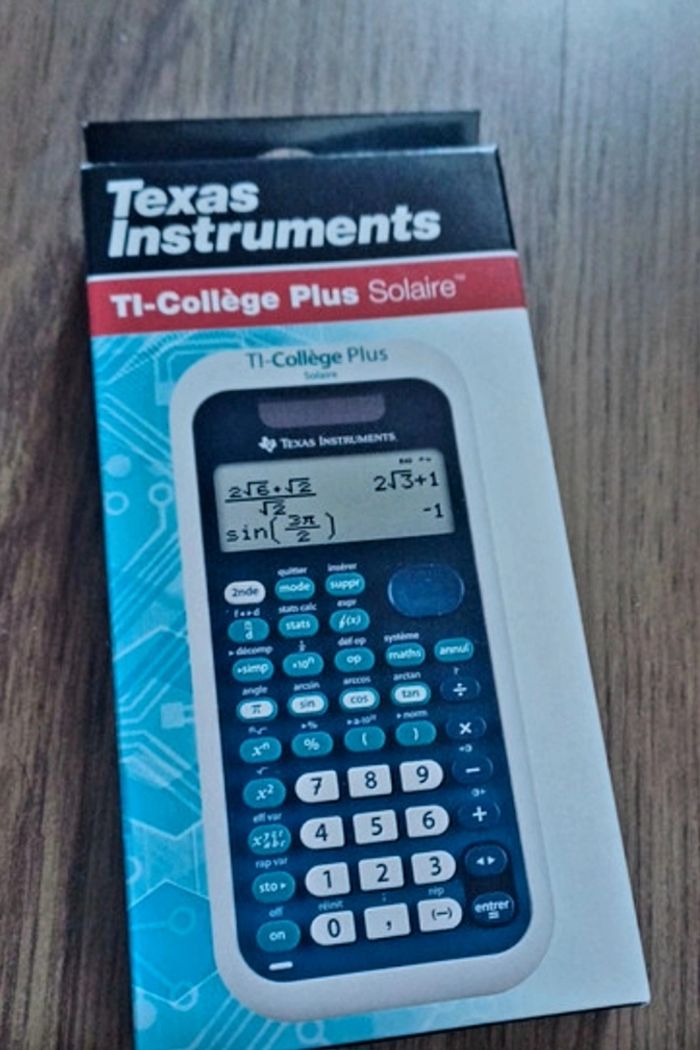 Texas
Instruments
TI-Collège Plus Solaire™
TI-Collège Plus
Solaire
TEXAS INSTRUMENTS
2√6+√2
√2
2√3+1
sin(3π/2)
-1
quitter insérer
2nde mode suppr
f↔d stats calc expr
n/d stats f(x)
▸décomp def op système
▸simp op maths annul
angle arcsin arccos arctan
π sin cos tan ÷
▸% ▸norm
% ( ) ×
√
x² 7 8 9 −
eff var
4 5 6 +
rap var
sto▸ 1 2 3 ◂▸
off réinit ; rép
on 0 , (−) entrer
=